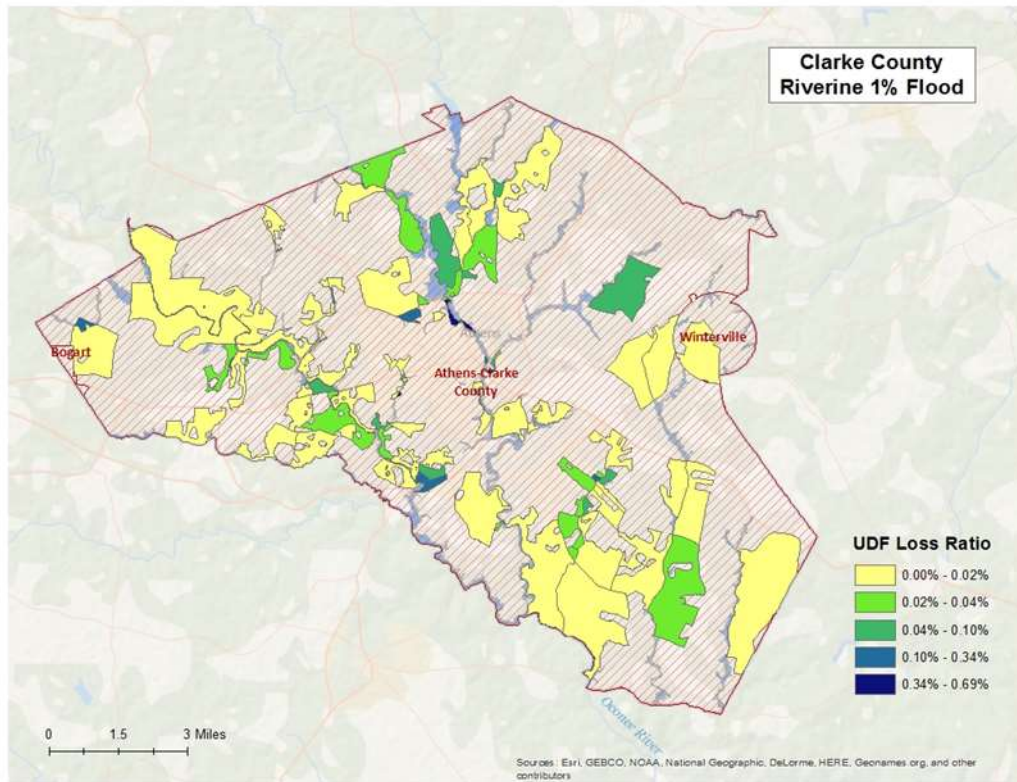 Clarke County
Riverine 1% Flood
Athens
Bogart
Winterville
Athens-Clarke
County
UDF Loss Ratio
0.00% - 0.02%
0.02% - 0.04%
0.04% - 0.10%
0.10% - 0.34%
0.34% - 0.69%
Oconee River
0 1.5 3 Miles
Sources: Esri, GEBCO, NOAA, National Geographic, DeLorme, HERE, Geonames.org, and other
contributors